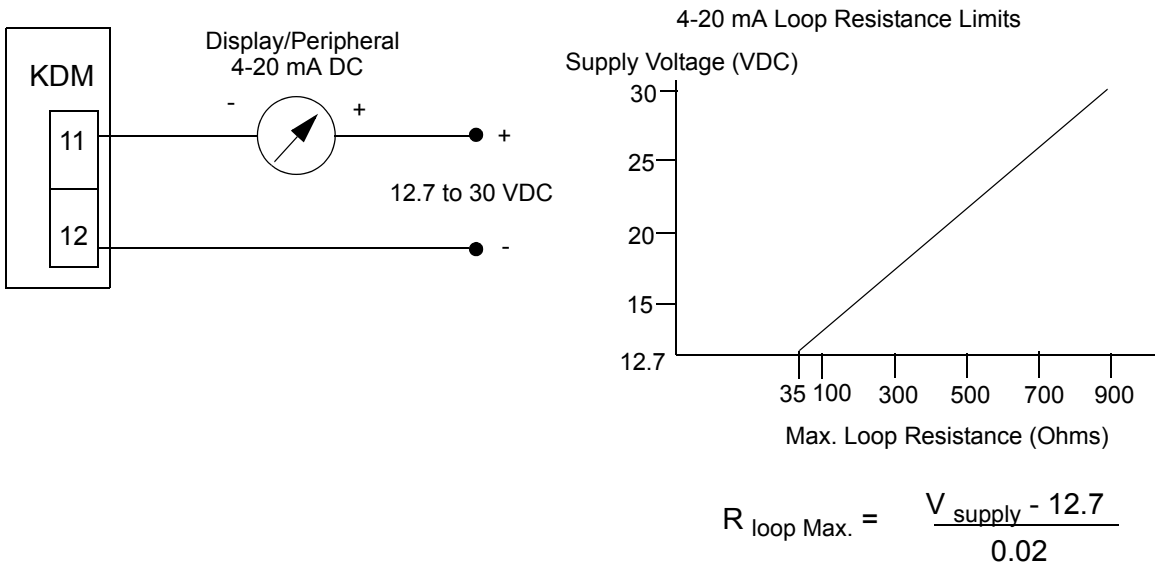 4-20 mA Loop Resistance Limits
Display/Peripheral
4-20 mA DC
KDM
11
12
-
+
+
12.7 to 30 VDC
-
Supply Voltage (VDC)
30
25
20
15
12.7
35 100 300 500 700 900
Max. Loop Resistance (Ohms)
R loop Max. = V supply - 12.7
0.02